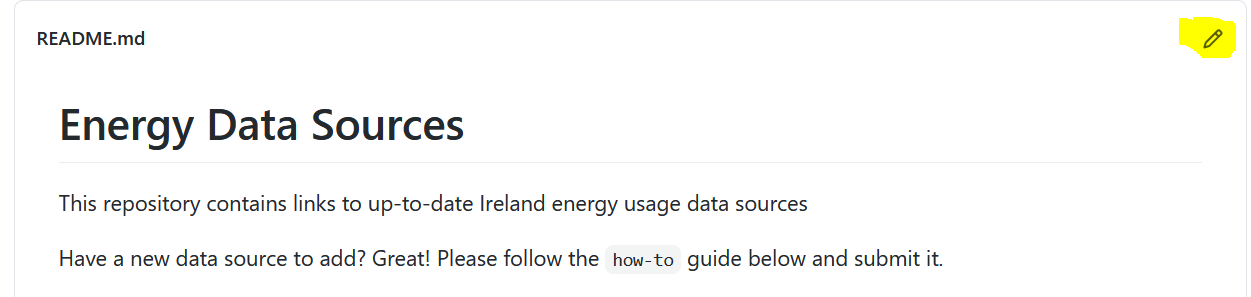 README.md
Energy Data Sources
This repository contains links to up-to-date Ireland energy usage data sources
Have a new data source to add? Great! Please follow the how-to guide below and submit it.